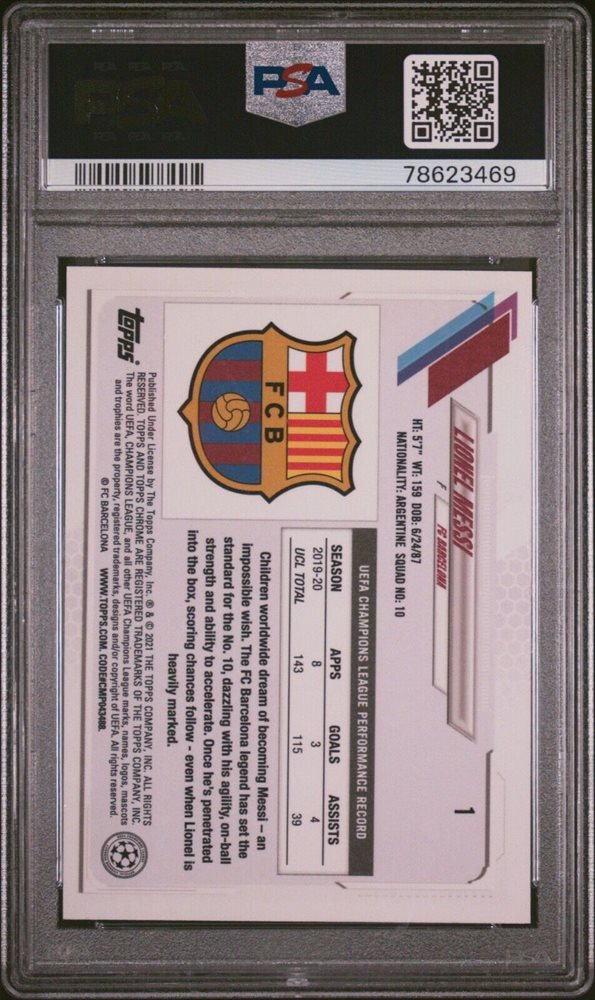 PSA
78623469
1
LIONEL MESSI
F FC BARCELONA
HT: 5'7" WT: 159 DOB: 6/24/87
NATIONALITY: ARGENTINE SQUAD NO: 10
UEFA CHAMPIONS LEAGUE PERFORMANCE RECORD
SEASON APPS GOALS ASSISTS
2019-20 8 3 4
UCL TOTAL 143 115 39
FCB
Children worldwide dream of becoming Messi – an
impossible wish. The FC Barcelona legend has set the
standard for the No. 10, dazzling with his agility, on-ball
strength and ability to accelerate. Once he's penetrated
into the box, scoring chances follow - even when Lionel is
heavily marked.
topps
Published Under License by The Topps Company, Inc. ® & © 2021 THE TOPPS COMPANY, INC. ALL RIGHTS
RESERVED. TOPPS AND TOPPS CHROME ARE REGISTERED TRADEMARKS OF THE TOPPS COMPANY, INC.
The word UEFA, CHAMPIONS LEAGUE, and all other UEFA Champions League marks, names, logos, mascots
and trophies are the property, registered trademarks, designs and/or copyright of UEFA. All rights reserved.
© FC BARCELONA WWW.TOPPS.COM. CODE#CMP043488.
PSA